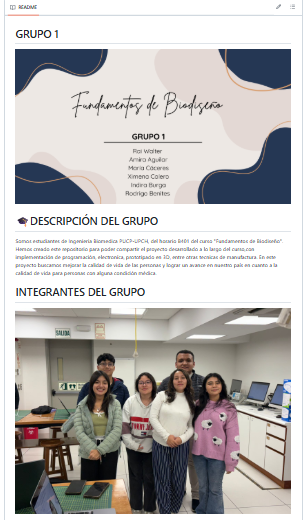 README
GRUPO 1
Fundamentos de Biodiseño
GRUPO 1
Flai Walter
Amira Aguilar
María Cáceres
Ximena Calero
Indira Burga
Rodrigo Benites
DESCRIPCIÓN DEL GRUPO
Somos estudiantes de Ingeniería Biomédica PUCP-UPCH, del horario 0401 del curso "Fundamentos de Biodiseño".
Hemos creado este repositorio para poder compartir el proyecto desarrollado a lo largo del curso con
implementación de programación, electronica, prototipado en 3D, entre otras tecnicas de manufactura. En este
proyecto buscamos mejorar la calidad de vida de las personas y lograr un avance en nuestro país en cuanto a la
calidad de vida para personas con alguna condición médica.
INTEGRANTES DEL GRUPO
SALIDA